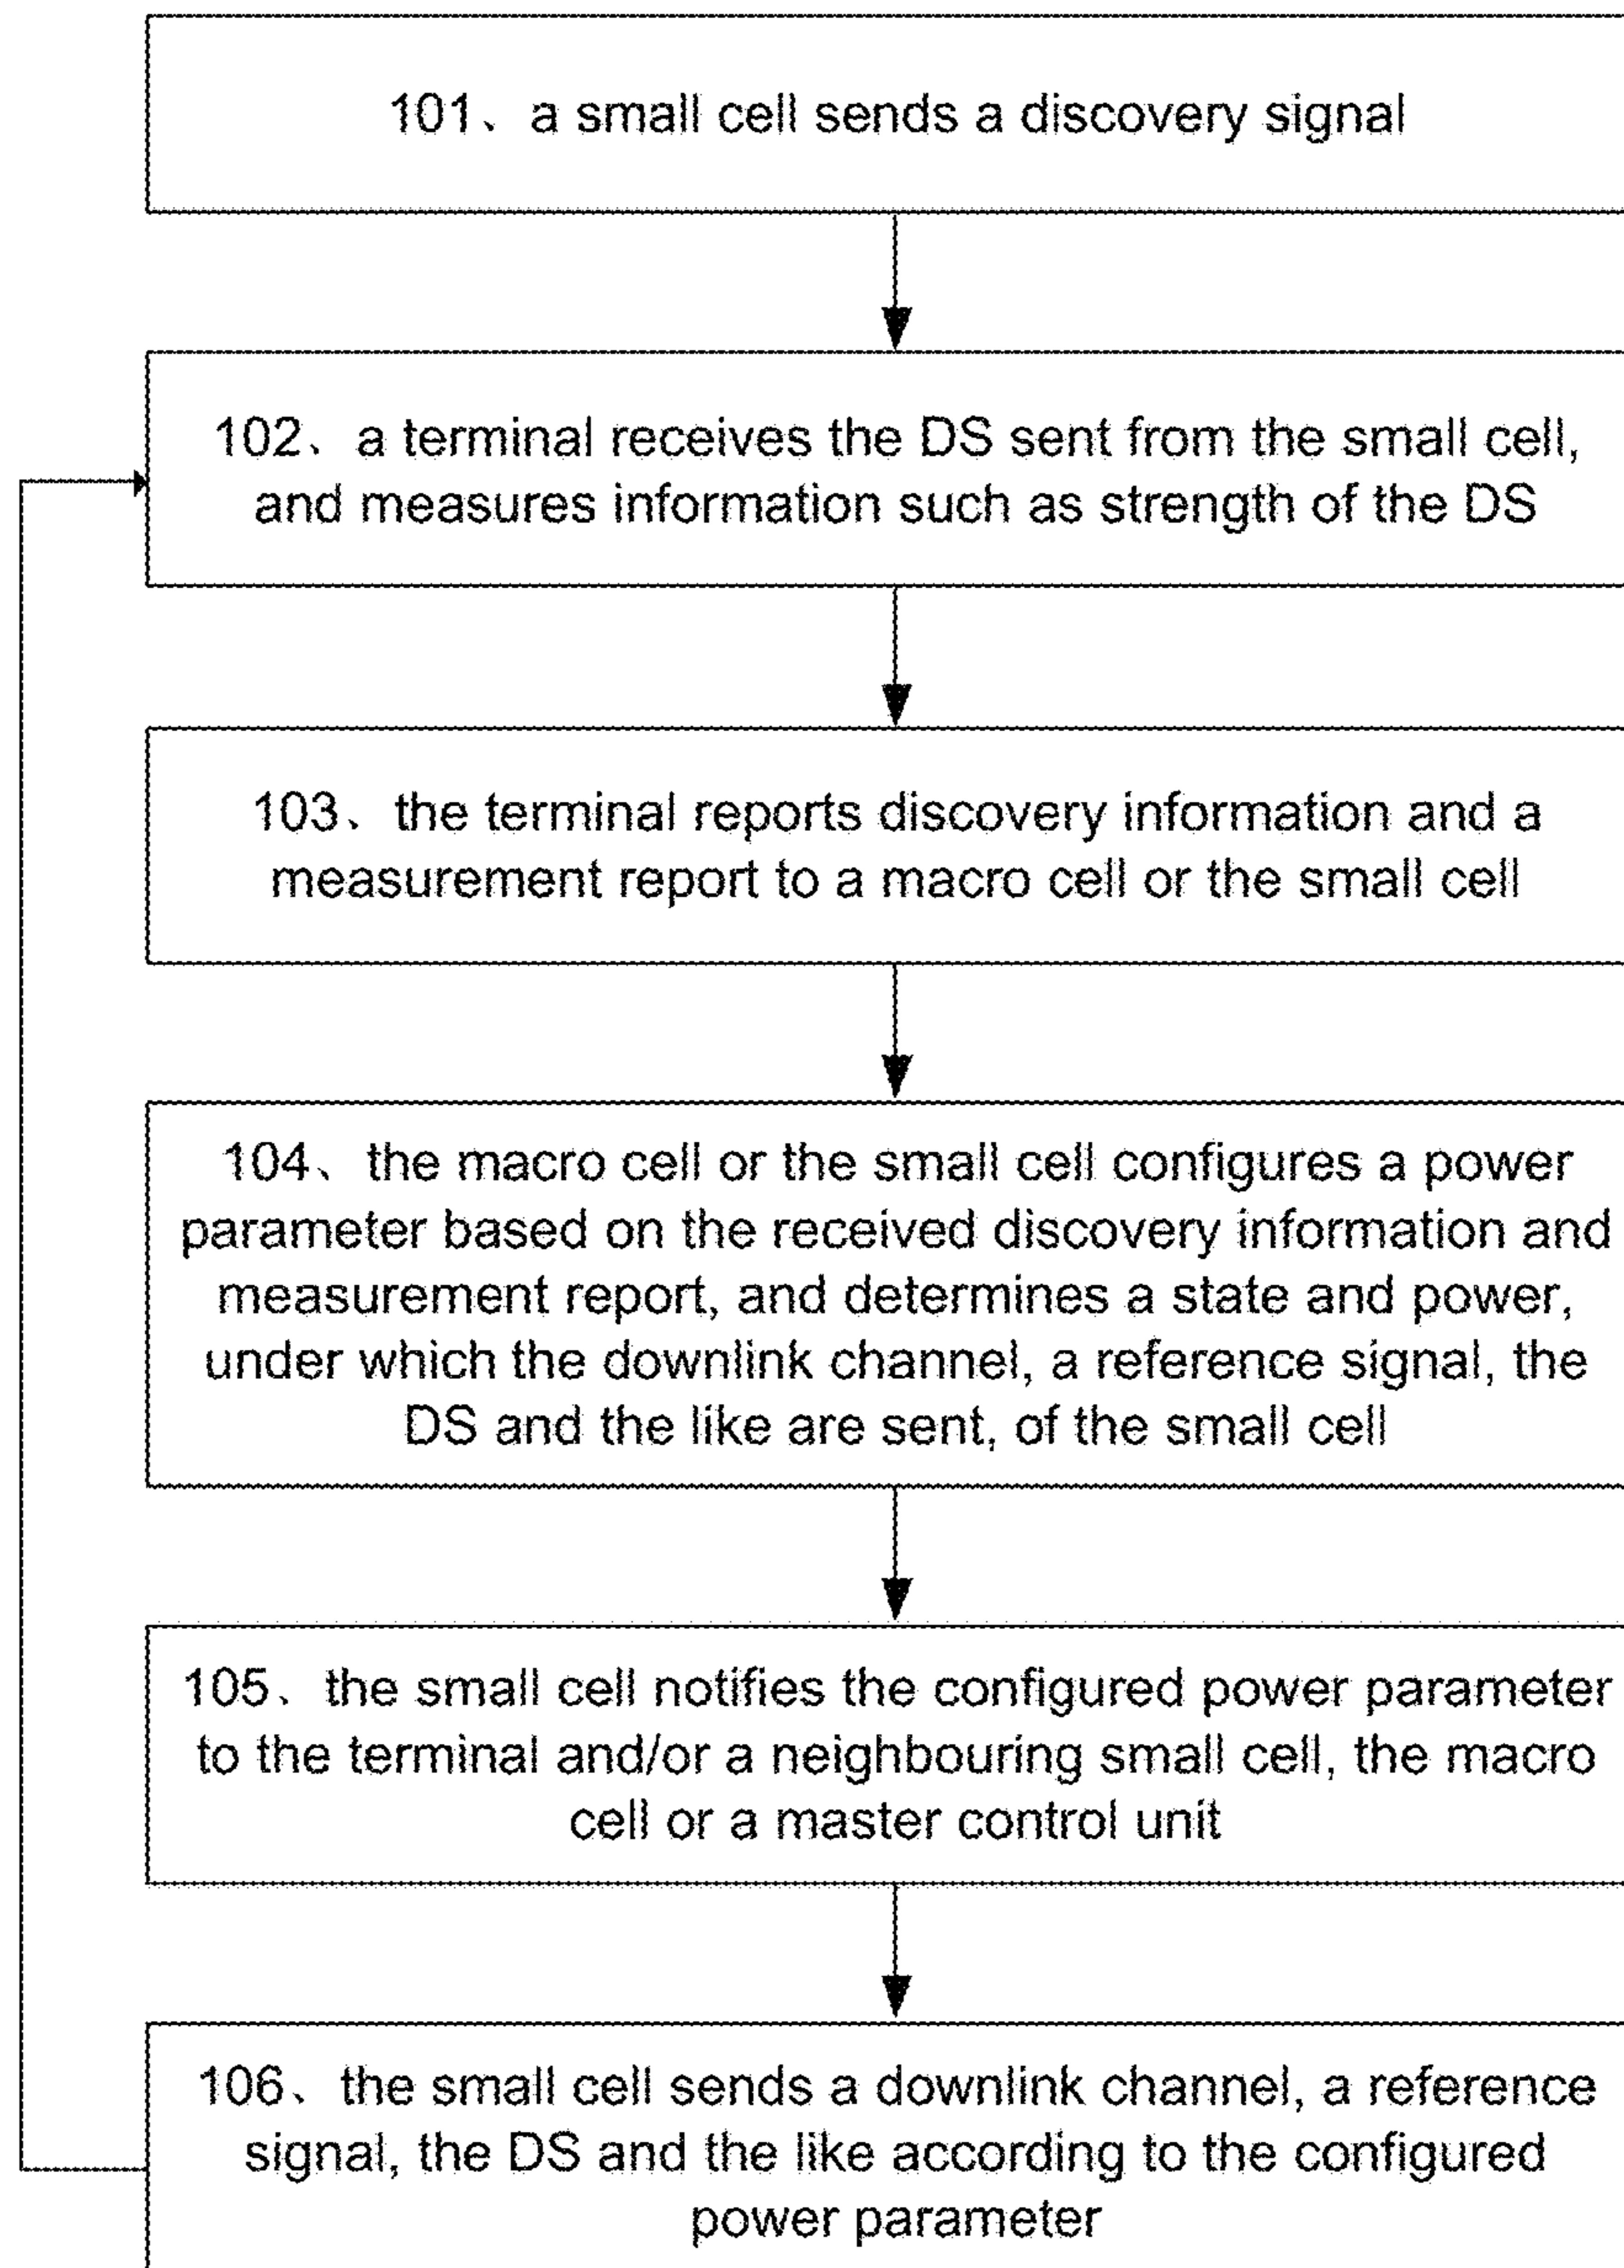 101、a small cell sends a discovery signal
102、a terminal receives the DS sent from the small cell,
and measures information such as strength of the DS
103、the terminal reports discovery information and a
measurement report to a macro cell or the small cell
104、the macro cell or the small cell configures a power
parameter based on the received discovery information and
measurement report, and determines a state and power,
under which the downlink channel, a reference signal, the
DS and the like are sent, of the small cell
105、the small cell notifies the configured power parameter
to the terminal and/or a neighbouring small cell, the macro
cell or a master control unit
106、the small cell sends a downlink channel, a reference
signal, the DS and the like according to the configured
power parameter